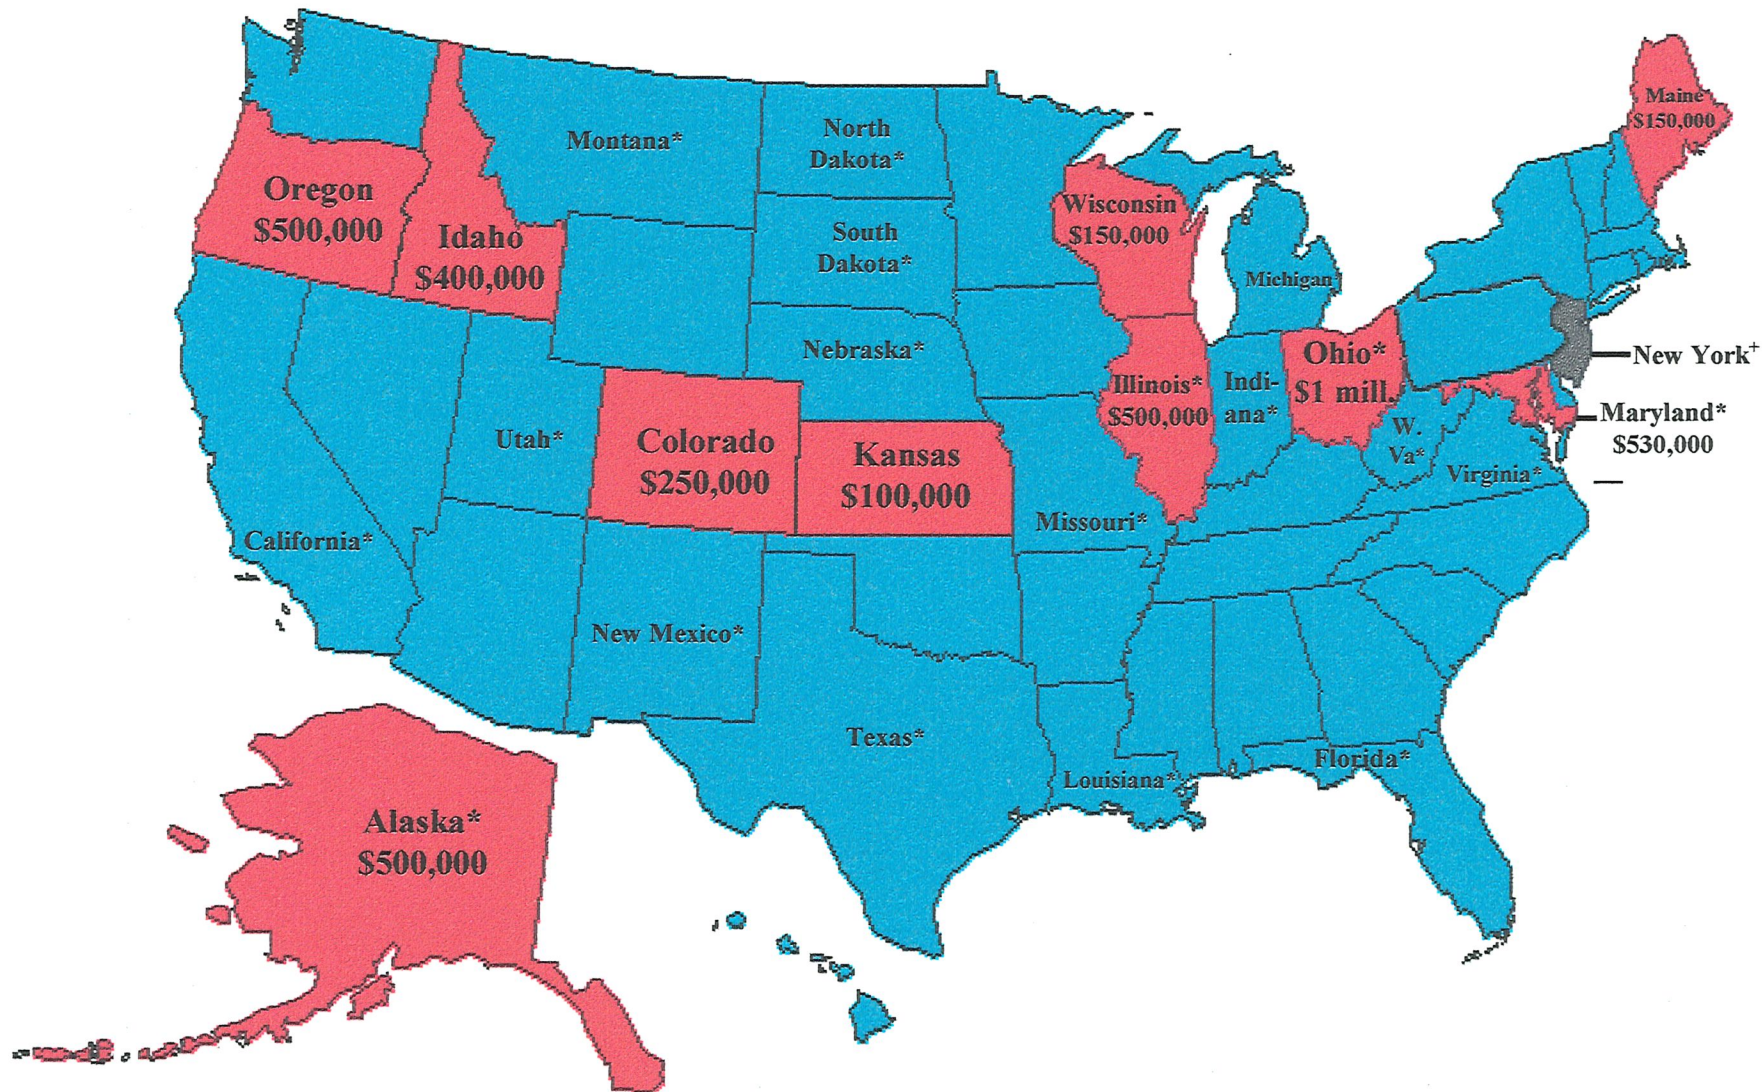 Maine
$150,000
Montana*
North
Dakota*
Oregon
$500,000
Idaho
$400,000
Wisconsin
$150,000
South
Dakota*
Michigan
Nebraska*
New York+
Ohio*
$1 mill.
Illinois*
$500,000
Indi-
ana*
Maryland*
$530,000
Utah*
Colorado
$250,000
Kansas
$100,000
W.
Va*
Virginia*
California*
Missouri*
New Mexico*
Texas*
Louisiana*
Florida*
Alaska*
$500,000